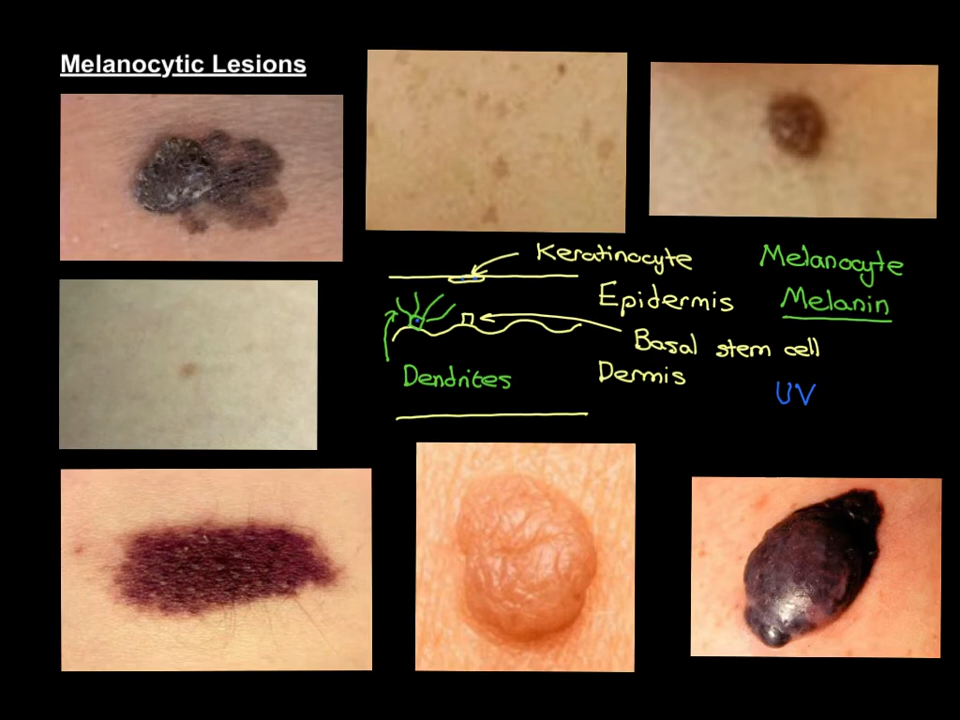 Melanocytic Lesions
Keratinocyte
Melanocyte
Epidermis
Melanin
Basal stem cell
Dendrites
Dermis
UV